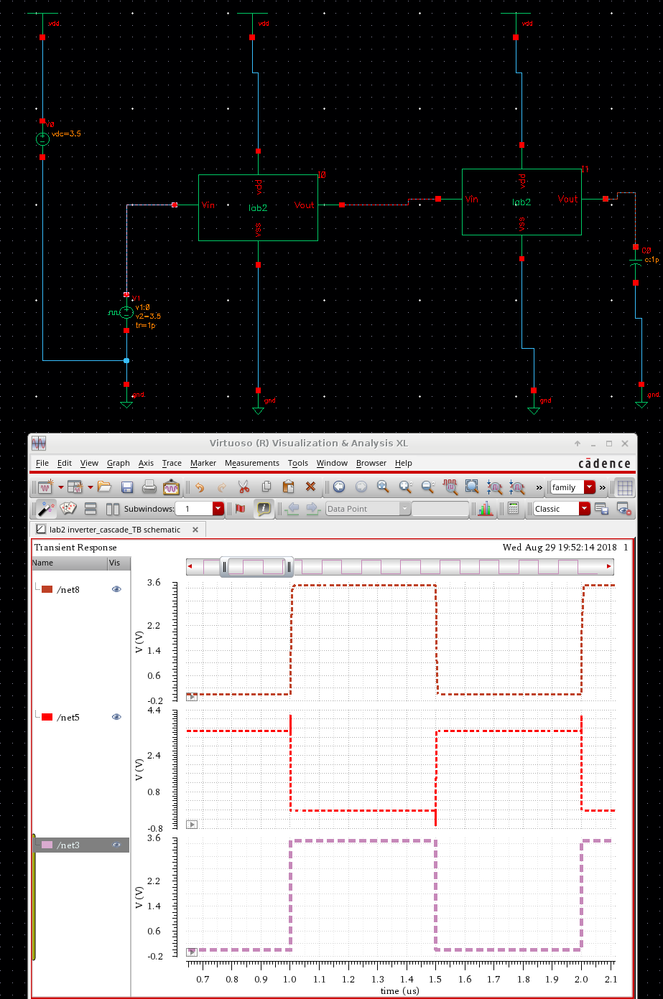 vdd
vdd
vdd
V0
vdc=3.5
I0
vdd
Vin
lab2
Vout
vss
I1
vdd
Vin
lab2
Vout
vss
C0
c:1p
V1
v1:0
v2=3.5
tr=1p
gnd
gnd
gnd
gnd
Virtuoso (R) Visualization & Analysis XL
File Edit View Graph Axis Trace Marker Measurements Tools Window Browser Help
cādence
» family »
Subwindows: 1 Data Point Classic
lab2 inverter_cascade_TB schematic
Transient Response Wed Aug 29 19:52:14 2018 1
Name Vis
/net8
3.6
2.2
1.4
0.6
-0.2
V (V)
/net5
4.4
2.4
0.8
-0.8
V (V)
/net3
3.6
2.2
1.4
0.6
-0.2
V (V)
0.7 0.8 0.9 1.0 1.1 1.2 1.3 1.4 1.5 1.6 1.7 1.8 1.9 2.0 2.1
time (us)